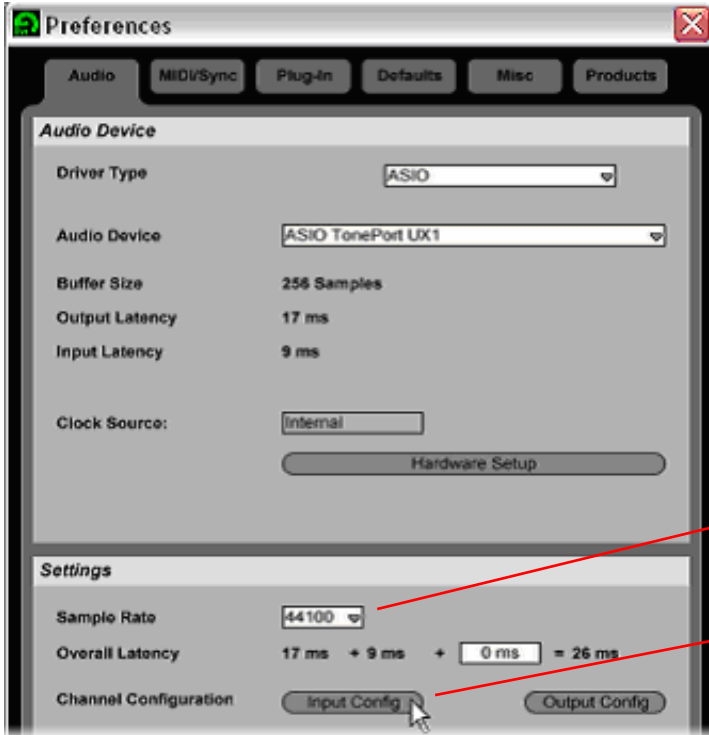 Preferences
Audio MIDI/Sync Plug-In Defaults Misc Products
Audio Device
Driver Type ASIO
Audio Device ASIO TonePort UX1
Buffer Size 256 Samples
Output Latency 17 ms
Input Latency 9 ms
Clock Source: Internal
Hardware Setup
Settings
Sample Rate 44100
Overall Latency 17 ms + 9 ms + 0 ms = 26 ms
Channel Configuration Input Config Output Config